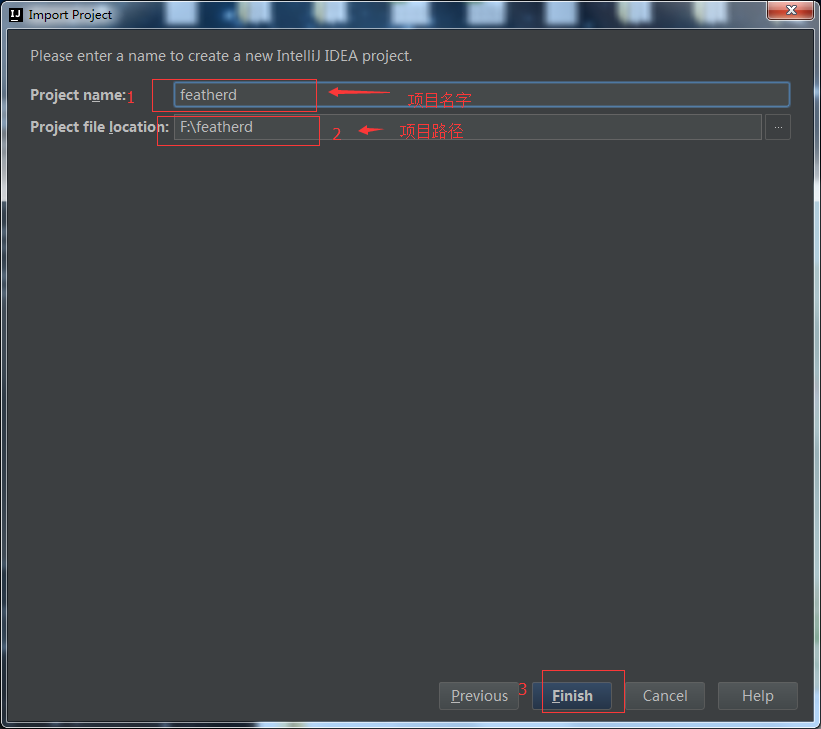 IJ Import Project
Please enter a name to create a new IntelliJ IDEA project.
Project name:1 featherd 项目名字
Project file location: F:\featherd 2 项目路径 ...
Previous 3 Finish Cancel Help